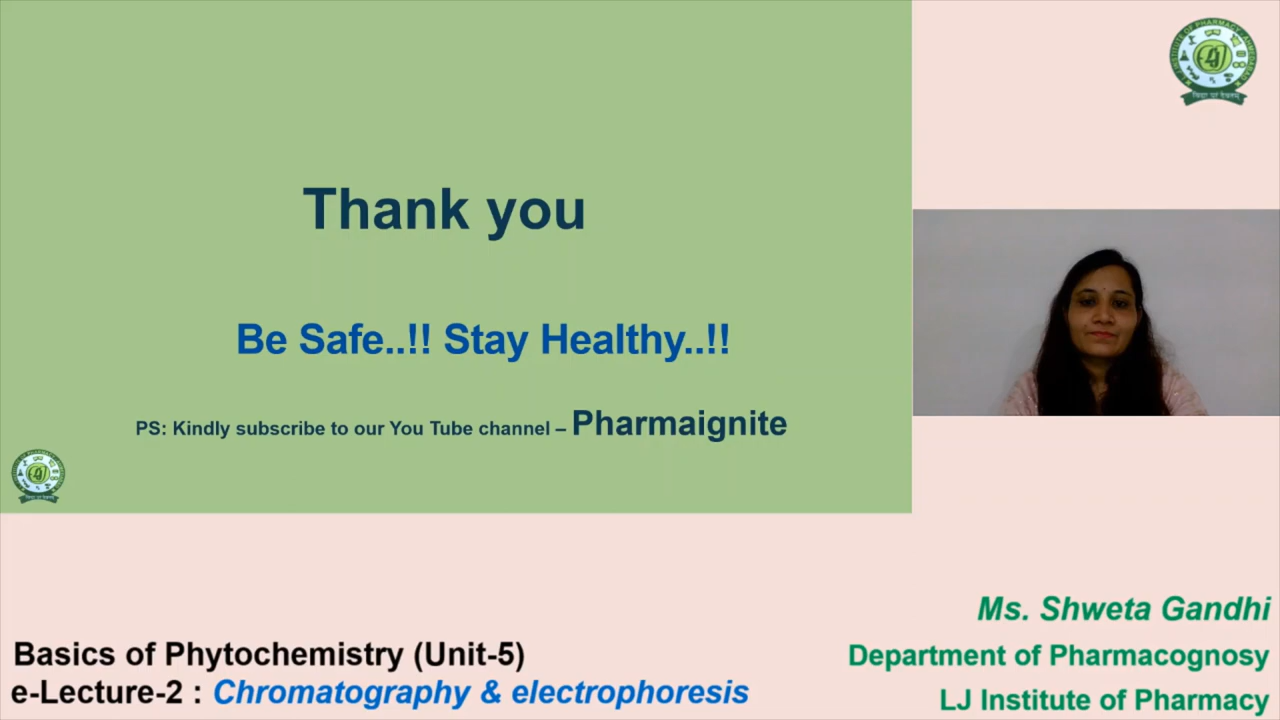 Thank you
Be Safe..!! Stay Healthy..!!
PS: Kindly subscribe to our You Tube channel – Pharmaignite
Ms. Shweta Gandhi
Basics of Phytochemistry (Unit-5)
Department of Pharmacognosy
e-Lecture-2 : Chromatography & electrophoresis
LJ Institute of Pharmacy